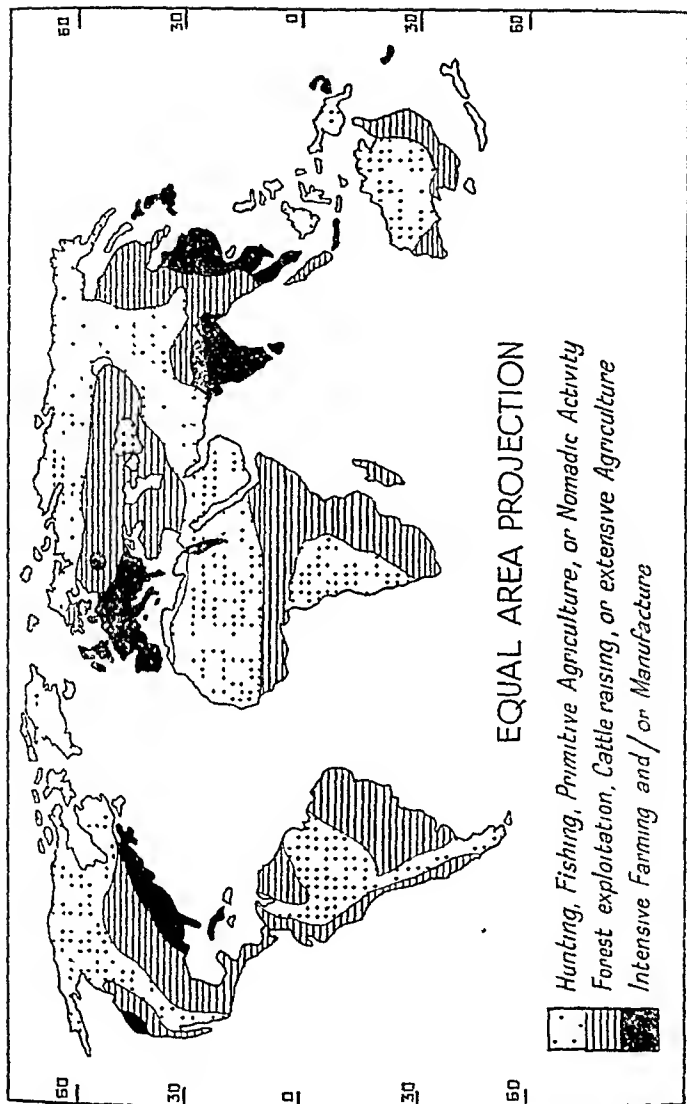 60
30
0
30
60
60
30
0
30
60
EQUAL AREA PROJECTION
Hunting, Fishing, Primitive Agriculture, or Nomadic Activity
Forest exploitation, Cattle raising, or extensive Agriculture
Intensive Farming and/or Manufacture